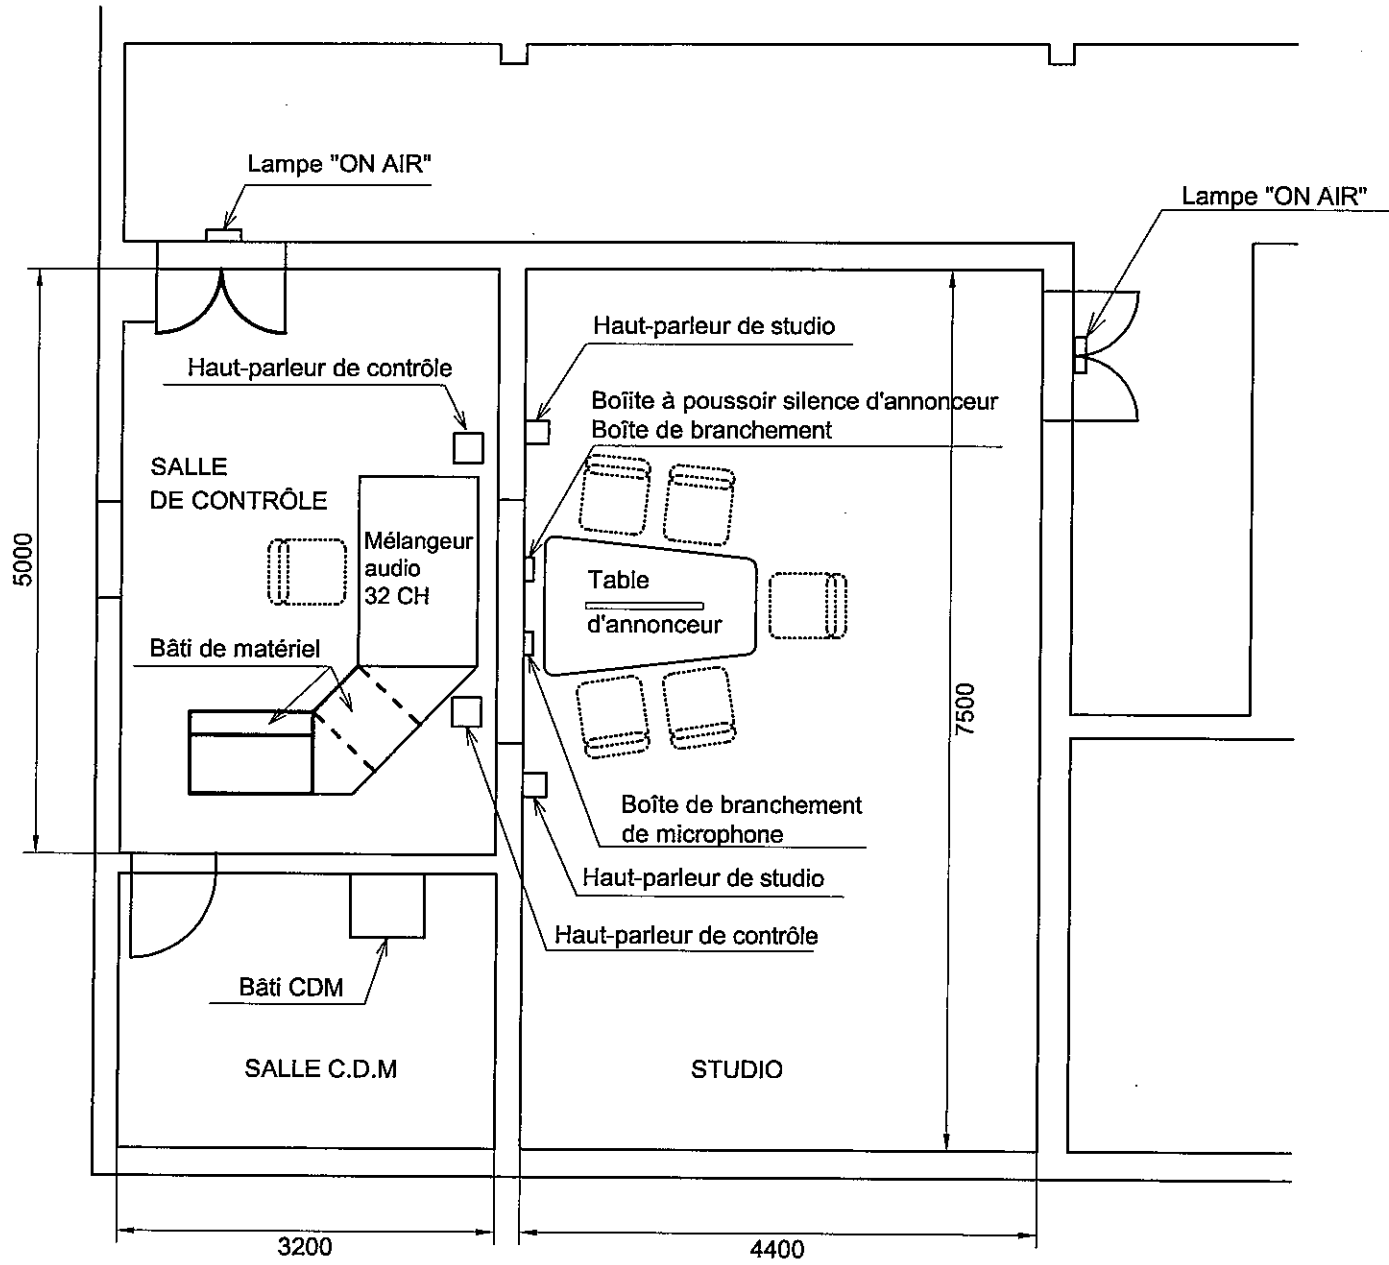 Lampe "ON AIR"
Lampe "ON AIR"
Haut-parleur de studio
Haut-parleur de contrôle
Boîîte à poussoir silence d'annonceur
Boîte de branchement
SALLE
DE CONTRÔLE
Mélangeur
audio
32 CH
5000
Table
d'annonceur
Bâti de matériel
7500
Boîte de branchement
de microphone
Haut-parleur de studio
Haut-parleur de contrôle
Bâti CDM
SALLE C.D.M
STUDIO
3200
4400